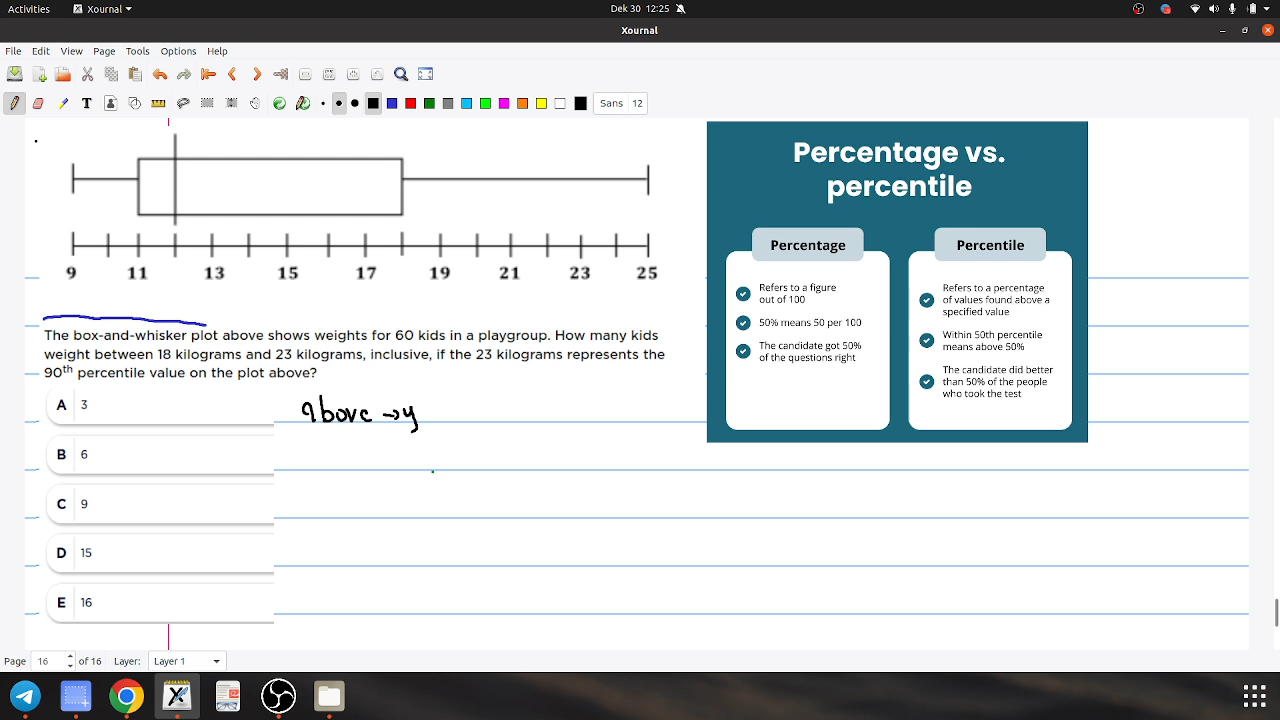 Activities
Xournal
Dek 30 12:25
Xournal
File Edit View Page Tools Options Help
T
Sans 12
9 11 13 15 17 19 21 23 25
The box-and-whisker plot above shows weights for 60 kids in a playgroup. How many kids
weight between 18 kilograms and 23 kilograms, inclusive, if the 23 kilograms represents the
90th percentile value on the plot above?
A 3
B 6
C 9
D 15
E 16
above → y
Percentage vs.
percentile
Percentage
Refers to a figure
out of 100
50% means 50 per 100
The candidate got 50%
of the questions right
Percentile
Refers to a percentage
of values found above a
specified value
Within 50th percentile
means above 50%
The candidate did better
than 50% of the people
who took the test
Page 16 of 16 Layer: Layer 1